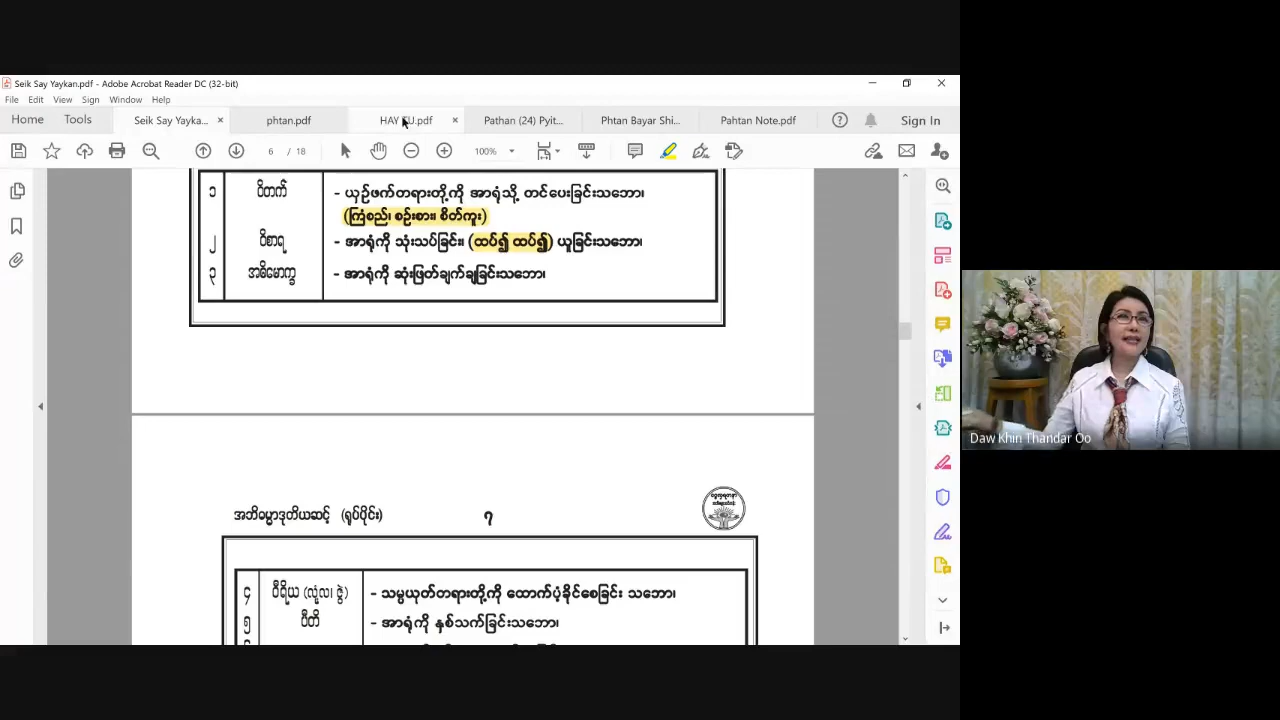 Seik Say Yaykan.pdf - Adobe Acrobat Reader DC (32-bit)
File Edit View Sign Window Help
Home Tools Seik Say Yayka... × phtan.pdf HAY TU.pdf × Pathan (24) Pyit... Phtan Bayar Shi... Pahtan Note.pdf Sign In
6 / 18 100%
၁ ဝိတက် - ယှဉ်ဖက်တရားတို့ကို အာရုံသို့ တင်ပေးခြင်းသဘော၊
(ကြံစည်၊ စဉ်းစား၊ စိတ်ကူး)
၂ ဝိစာရ - အာရုံကို သုံးသပ်ခြင်း၊ (ထပ်၍ ထပ်၍) ယူခြင်းသဘော၊
၃ အဓိမောက္ခ - အာရုံကို ဆုံးဖြတ်ချက်ချခြင်းသဘော၊
အဘိဓမ္မာဒုတိယဆင့် (ရုပ်ပိုင်း) ၇
၄ ဝီရိယ (လုံ့လ၊ ဇွဲ) - သမ္ပယုတ်တရားတို့ကို ထောက်ပံ့ခိုင်စေခြင်း သဘော၊
၅ ပီတိ - အာရုံကို နှစ်သက်ခြင်းသဘော၊
Daw Khin Thandar Oo